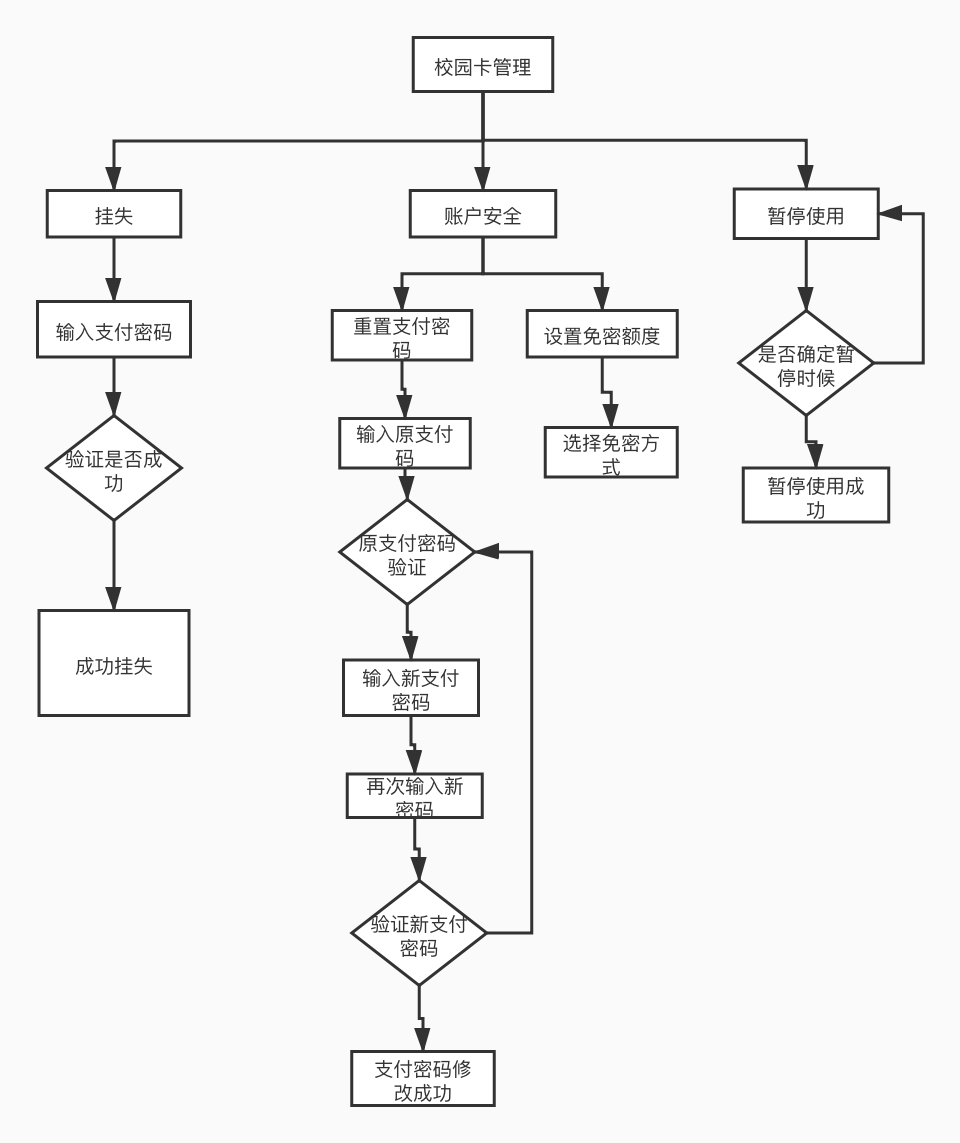 校园卡管理
挂失
账户安全
暂停使用
输入支付密码
重置支付密
码
设置免密额度
是否确定暂
停时候
验证是否成
功
输入原支付
码
选择免密方
式
暂停使用成
功
原支付密码
验证
成功挂失
输入新支付
密码
再次输入新
密码
验证新支付
密码
支付密码修
改成功